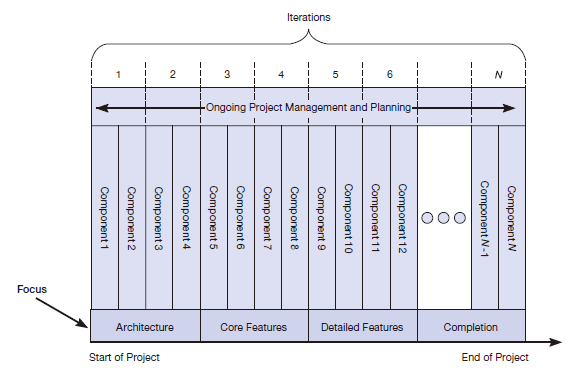 Iterations
1
2
3
4
5
6
N
Ongoing Project Management and Planning
Component 1
Component 2
Component 3
Component 4
Component 5
Component 6
Component 7
Component 8
Component 9
Component 10
Component 11
Component 12
Component N-1
Component N
Focus
Architecture
Core Features
Detailed Features
Completion
Start of Project
End of Project